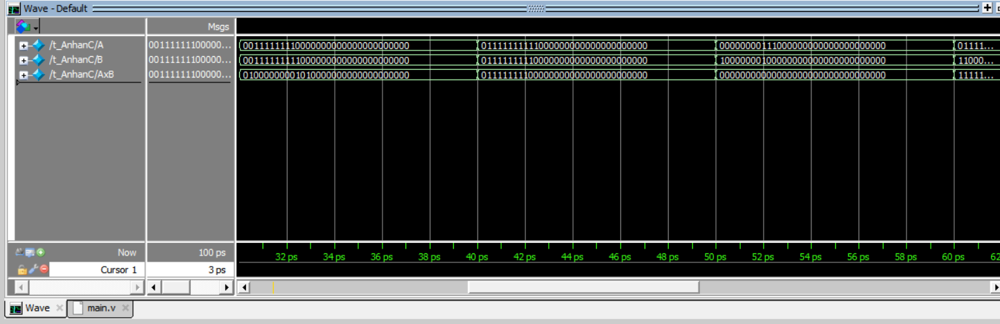 Wave - Default
Msgs
/t_AnhanC/A 00111111100000... 00111111111000000000000000000000 01111111111000000000000000000000 00000000111000000000000000000000 01111...
/t_AnhanC/B 00111111100000... 00111111110000000000000000000000 01111111110000000000000000000000 10000000100000000000000000000000 11000...
/t_AnhanC/AxB 00111111100000... 01000000001010000000000000000000 01111111110000000000000000000000 00000000000000000000000000000000 11111...
Now 100 ps
32 ps 34 ps 36 ps 38 ps 40 ps 42 ps 44 ps 46 ps 48 ps 50 ps 52 ps 54 ps 56 ps 58 ps 60 ps 62
Cursor 1 3 ps
Wave main.v